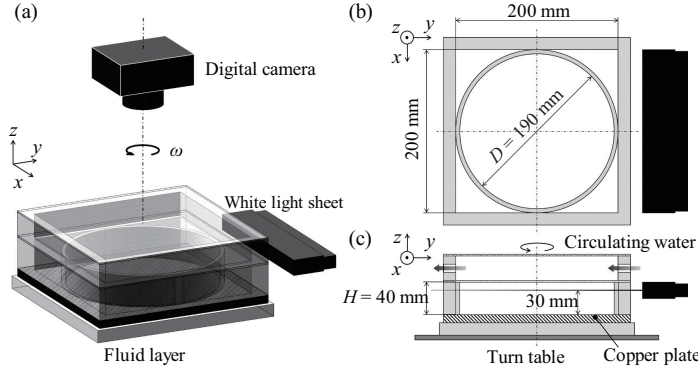 (a)
Digital camera
z
y
x
ω
White light sheet
Fluid layer
(b)
z
y
x
200 mm
200 mm
D = 190 mm
(c)
z
y
x
Circulating water
H = 40 mm
30 mm
Turn table
Copper plate